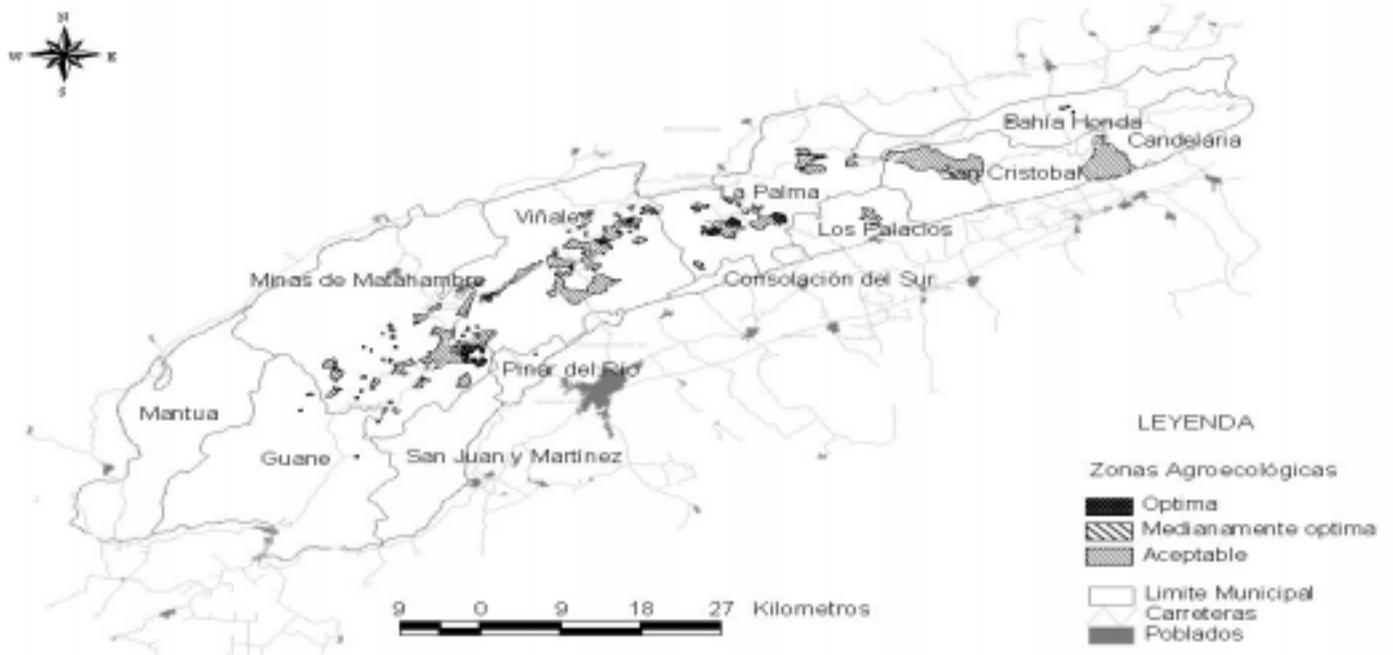 N
W E
S
Bahía Honda
Candelaria
San Cristobal
La Palma
Viñales
Los Palacios
Minas de Matahambre
Consolación del Sur
Pinar del Río
Mantua
Guane
San Juan y Martínez
LEYENDA
Zonas Agroecológicas
Optima
Medianamente optima
Aceptable
Limite Municipal
Carreteras
Poblados
9 0 9 18 27 Kilometros